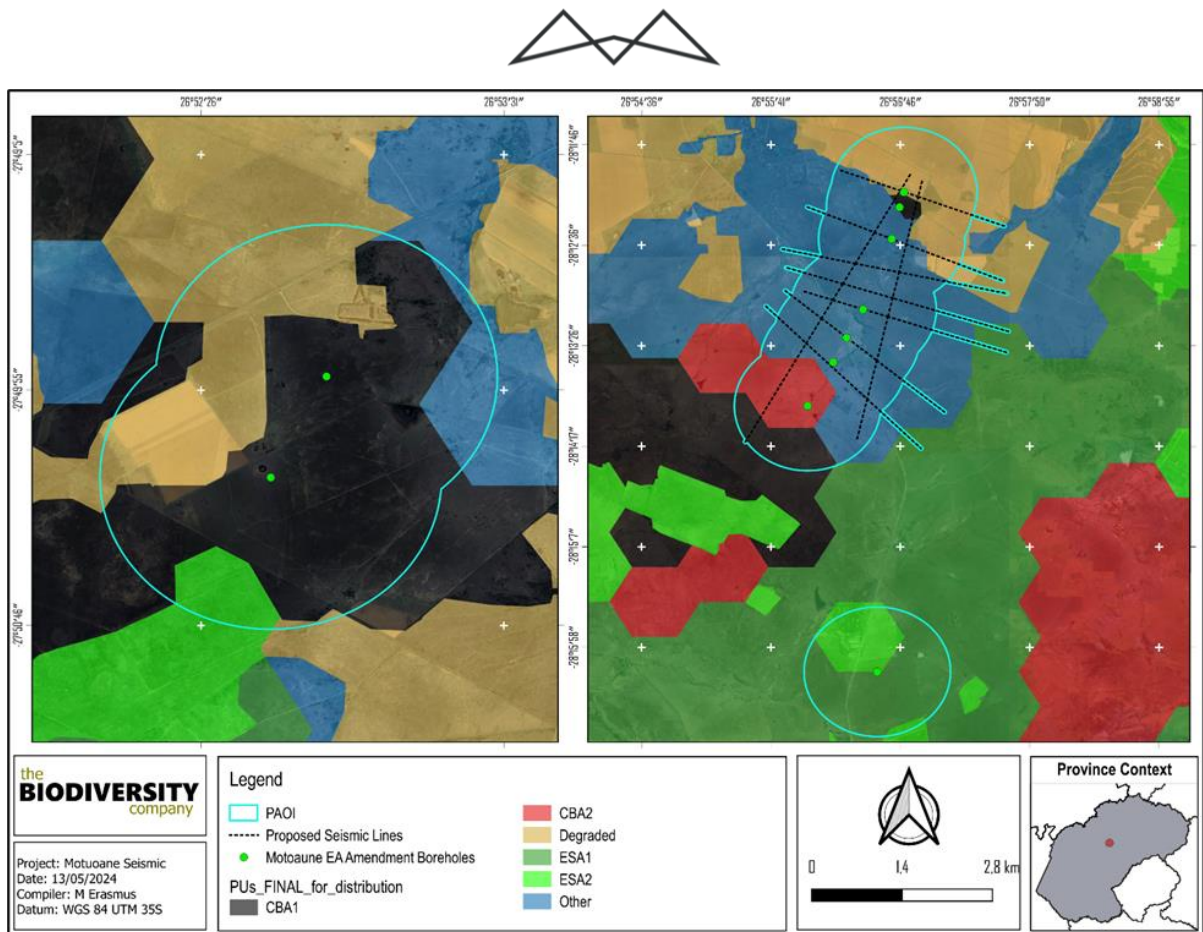 26°52'26"
26°53'31"
26°54'36"
26°55'41"
26°56'46"
26°57'50"
26°58'55"
-27°49'5"
-27°49'55"
-27°50'46"
-28°11'46"
-28°12'36"
-28°13'26"
-28°14'17"
-28°15'7"
-28°15'58"
the
BIODIVERSITY
company
Project: Motuoane Seismic
Date: 13/05/2024
Compiler: M Erasmus
Datum: WGS 84 UTM 35S
Legend
PAOI
Proposed Seismic Lines
Motoaune EA Amendment Boreholes
PUs_FINAL_for_distribution
CBA1
CBA2
Degraded
ESA1
ESA2
Other
0 1,4 2,8 km
Province Context